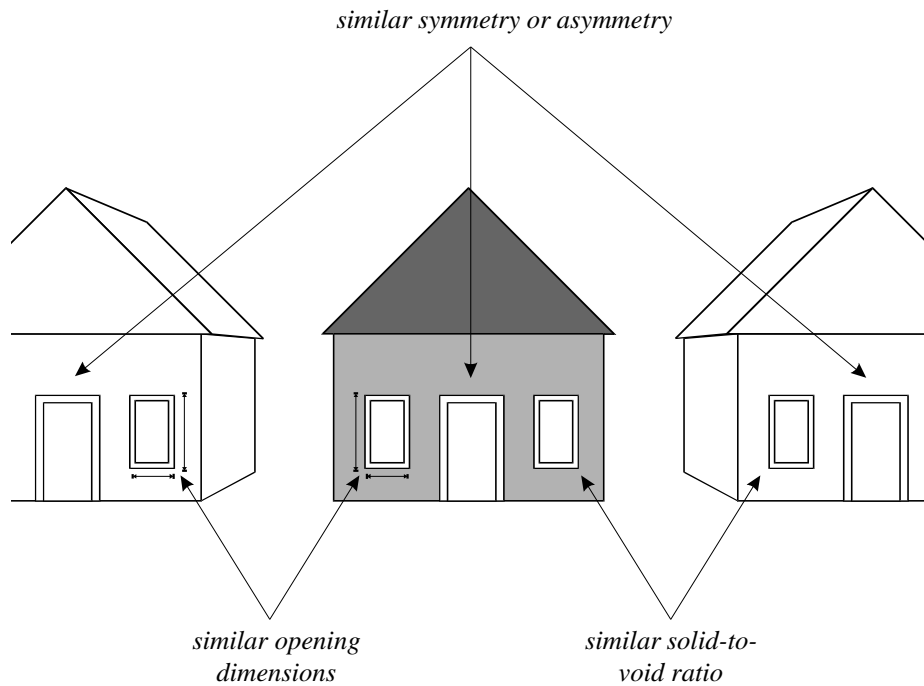 similar symmetry or asymmetry
similar opening
dimensions
similar solid-to-
void ratio